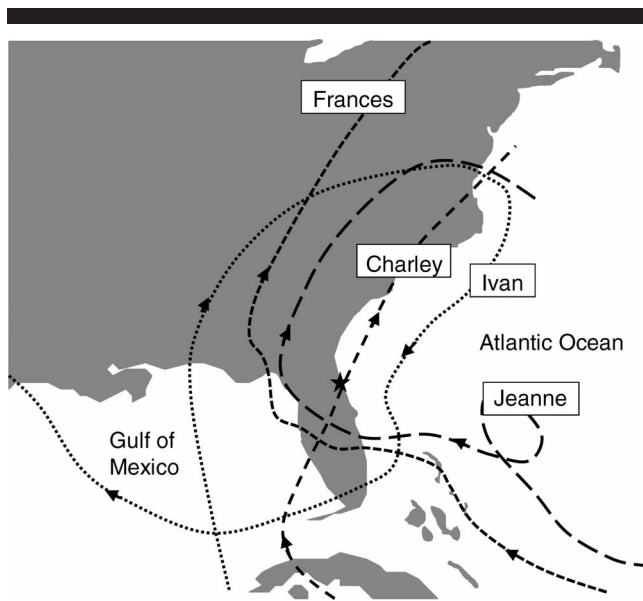 Frances
Charley
Ivan
Atlantic Ocean
Jeanne
Gulf of
Mexico